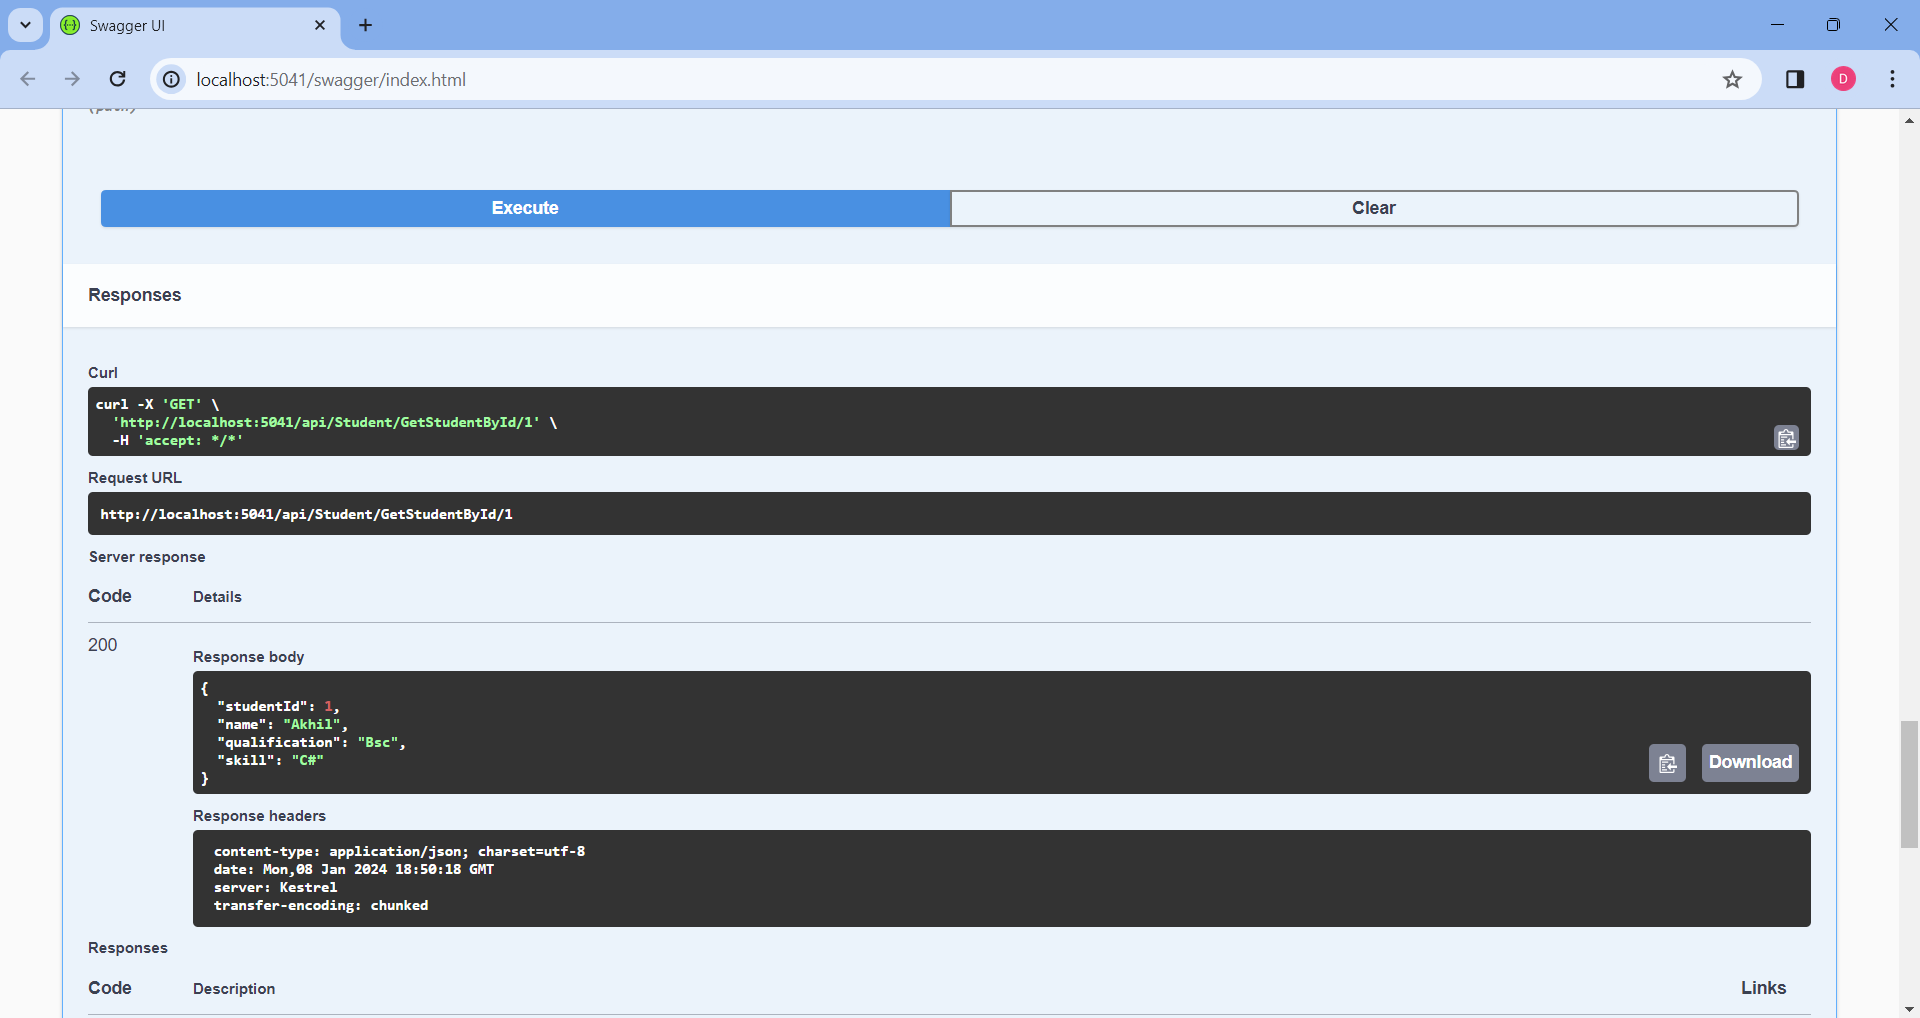 Swagger UI
localhost:5041/swagger/index.html
D
Execute
Clear
Responses
Curl
curl -X 'GET' \
'http://localhost:5041/api/Student/GetStudentById/1' \
-H 'accept: */*'
Request URL
http://localhost:5041/api/Student/GetStudentById/1
Server response
Code Details
200
Response body
{
"studentId": 1,
"name": "Akhil",
"qualification": "Bsc",
"skill": "C#"
}
Download
Response headers
content-type: application/json; charset=utf-8
date: Mon,08 Jan 2024 18:50:18 GMT
server: Kestrel
transfer-encoding: chunked
Responses
Code Description Links